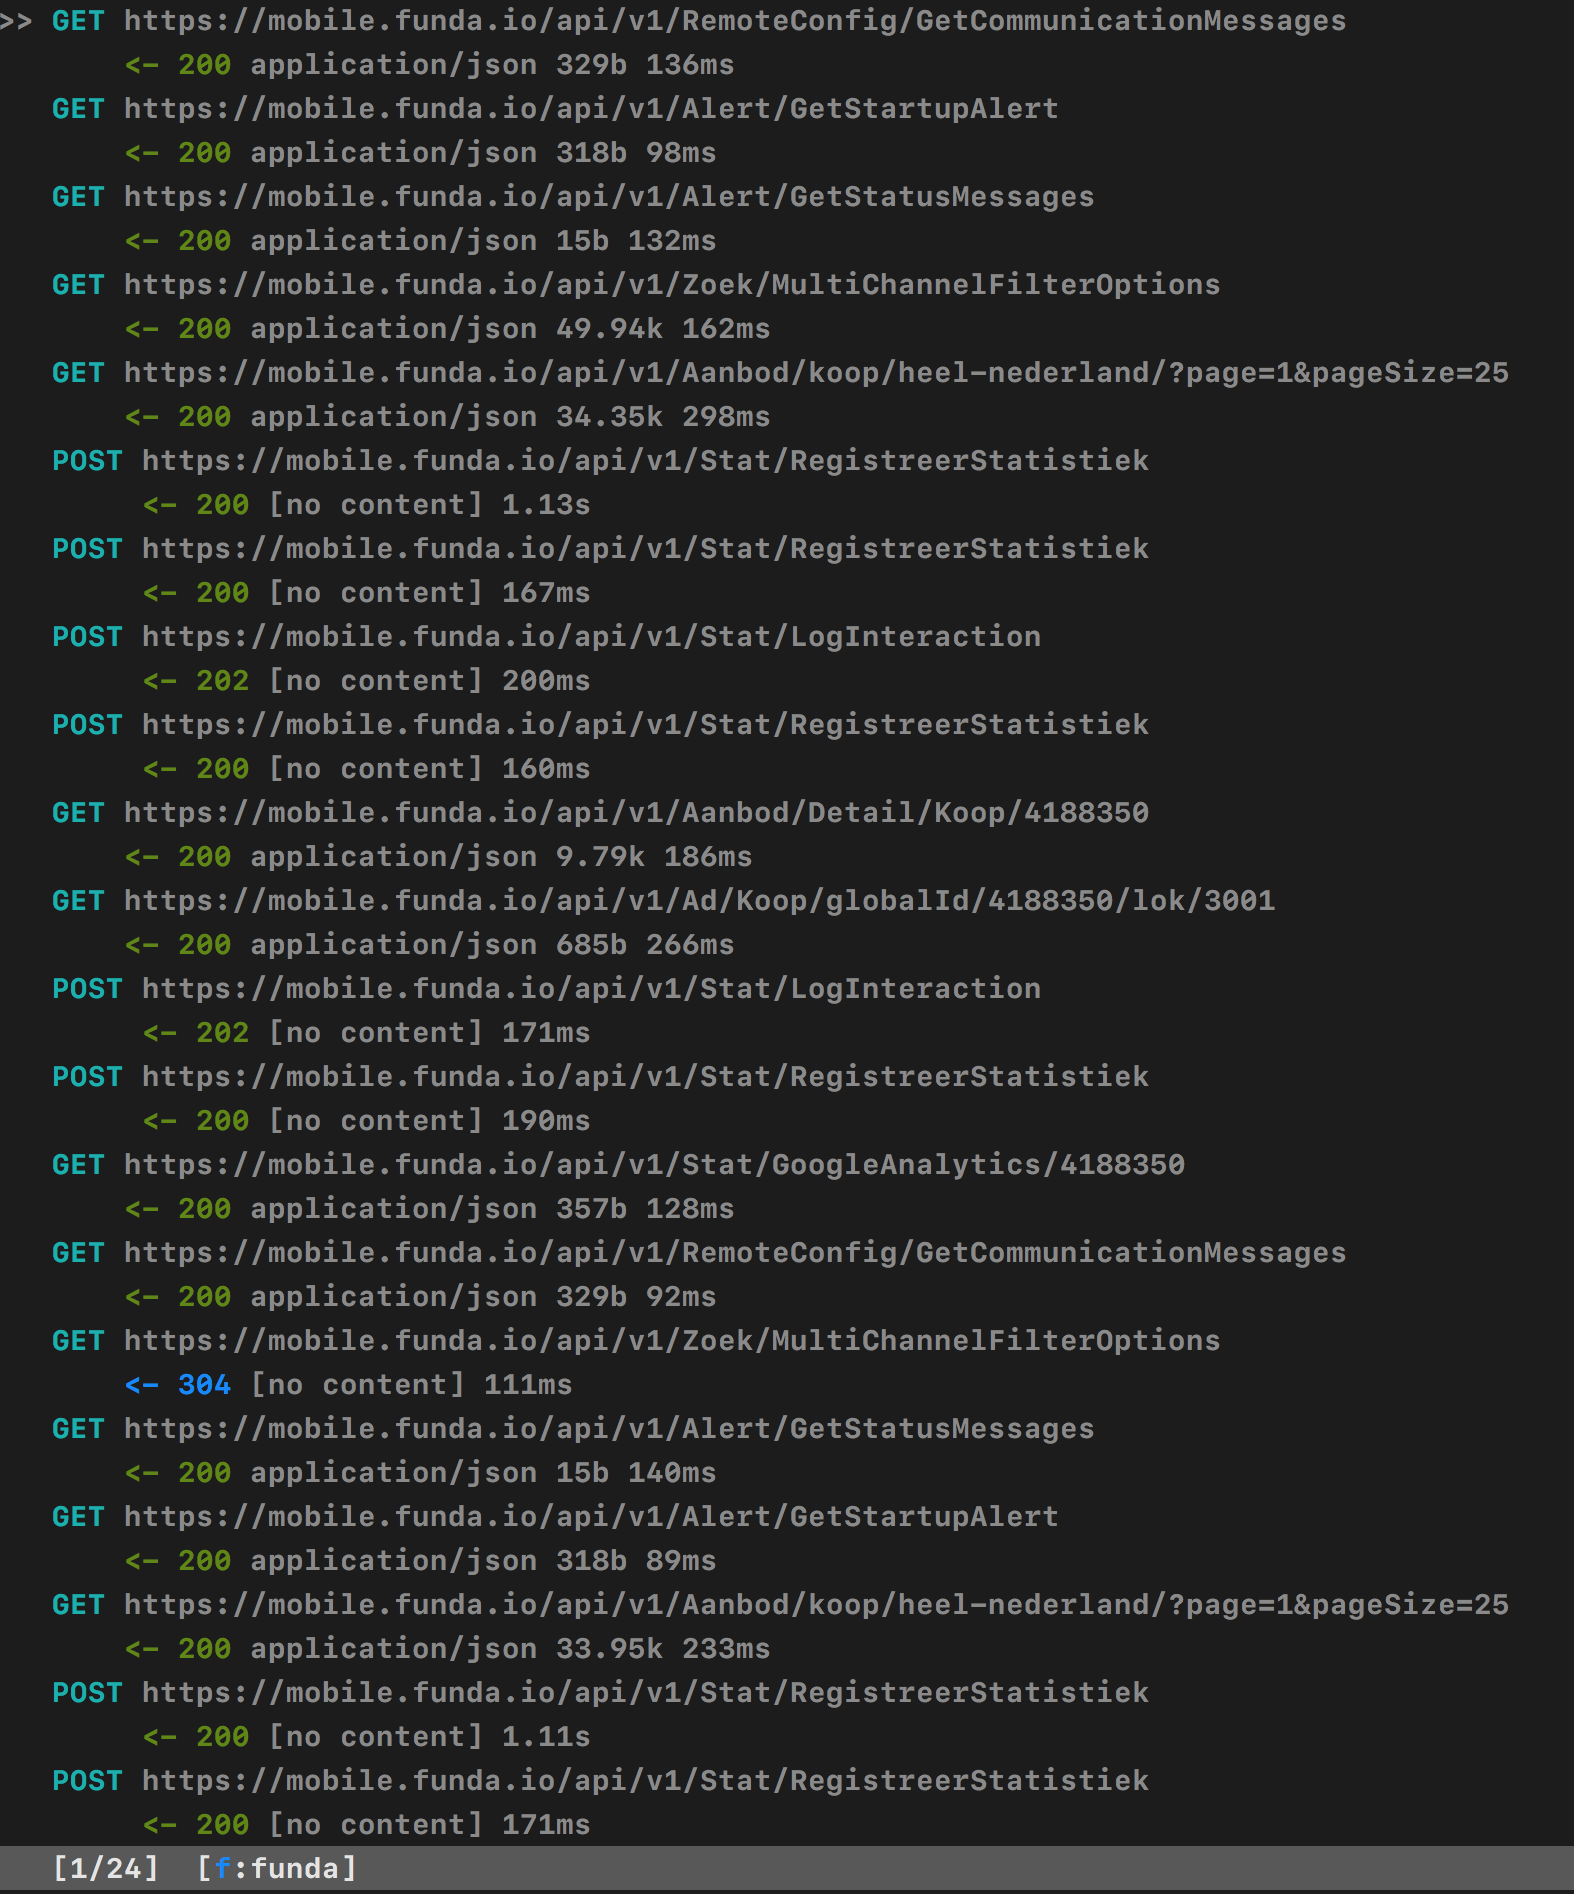 >> GET https://mobile.funda.io/api/v1/RemoteConfig/GetCommunicationMessages
<- 200 application/json 329b 136ms
GET https://mobile.funda.io/api/v1/Alert/GetStartupAlert
<- 200 application/json 318b 98ms
GET https://mobile.funda.io/api/v1/Alert/GetStatusMessages
<- 200 application/json 15b 132ms
GET https://mobile.funda.io/api/v1/Zoek/MultiChannelFilterOptions
<- 200 application/json 49.94k 162ms
GET https://mobile.funda.io/api/v1/Aanbod/koop/heel-nederland/?page=1&pageSize=25
<- 200 application/json 34.35k 298ms
POST https://mobile.funda.io/api/v1/Stat/RegistreerStatistiek
<- 200 [no content] 1.13s
POST https://mobile.funda.io/api/v1/Stat/RegistreerStatistiek
<- 200 [no content] 167ms
POST https://mobile.funda.io/api/v1/Stat/LogInteraction
<- 202 [no content] 200ms
POST https://mobile.funda.io/api/v1/Stat/RegistreerStatistiek
<- 200 [no content] 160ms
GET https://mobile.funda.io/api/v1/Aanbod/Detail/Koop/4188350
<- 200 application/json 9.79k 186ms
GET https://mobile.funda.io/api/v1/Ad/Koop/globalId/4188350/lok/3001
<- 200 application/json 685b 266ms
POST https://mobile.funda.io/api/v1/Stat/LogInteraction
<- 202 [no content] 171ms
POST https://mobile.funda.io/api/v1/Stat/RegistreerStatistiek
<- 200 [no content] 190ms
GET https://mobile.funda.io/api/v1/Stat/GoogleAnalytics/4188350
<- 200 application/json 357b 128ms
GET https://mobile.funda.io/api/v1/RemoteConfig/GetCommunicationMessages
<- 200 application/json 329b 92ms
GET https://mobile.funda.io/api/v1/Zoek/MultiChannelFilterOptions
<- 304 [no content] 111ms
GET https://mobile.funda.io/api/v1/Alert/GetStatusMessages
<- 200 application/json 15b 140ms
GET https://mobile.funda.io/api/v1/Alert/GetStartupAlert
<- 200 application/json 318b 89ms
GET https://mobile.funda.io/api/v1/Aanbod/koop/heel-nederland/?page=1&pageSize=25
<- 200 application/json 33.95k 233ms
POST https://mobile.funda.io/api/v1/Stat/RegistreerStatistiek
<- 200 [no content] 1.11s
POST https://mobile.funda.io/api/v1/Stat/RegistreerStatistiek
<- 200 [no content] 171ms
[1/24] [f:funda]